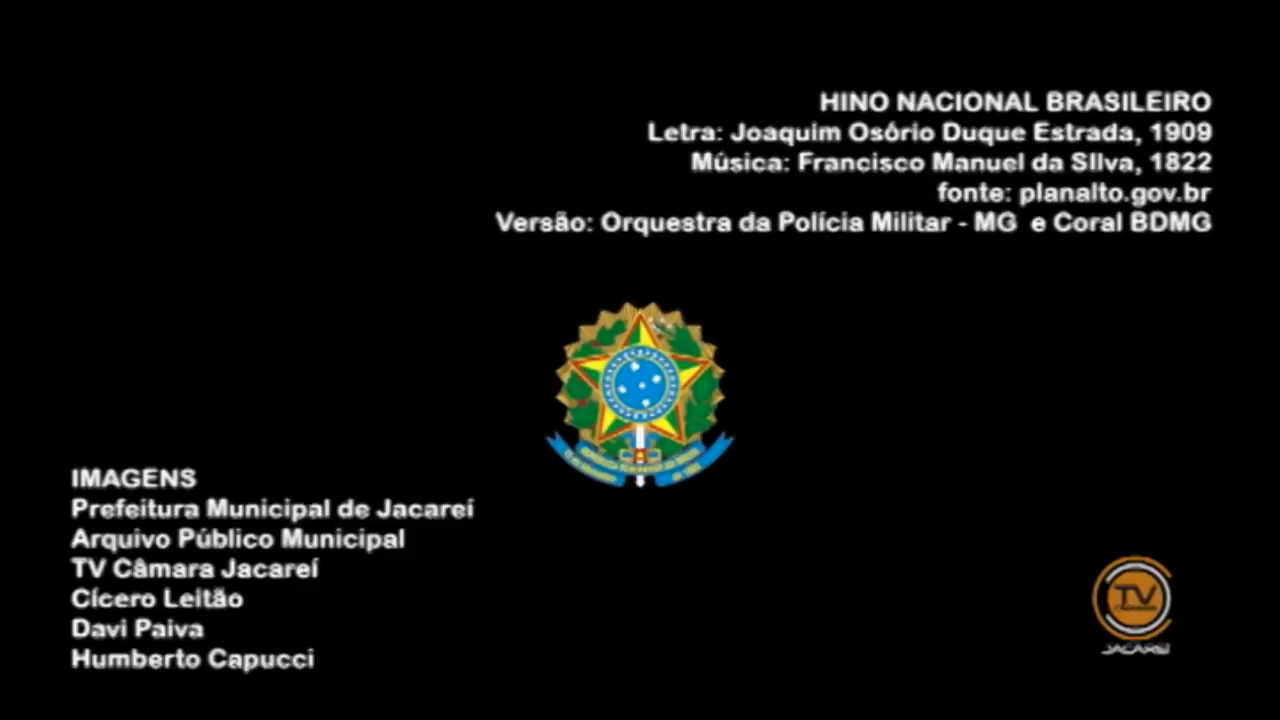 HINO NACIONAL BRASILEIRO
Letra: Joaquim Osório Duque Estrada, 1909
Música: Francisco Manuel da SIlva, 1822
fonte: planalto.gov.br
Versão: Orquestra da Polícia Militar - MG e Coral BDMG
IMAGENS
Prefeitura Municipal de Jacareí
Arquivo Público Municipal
TV Câmara Jacareí
Cícero Leitão
Davi Paiva
Humberto Capucci
TV
JACAREÍ